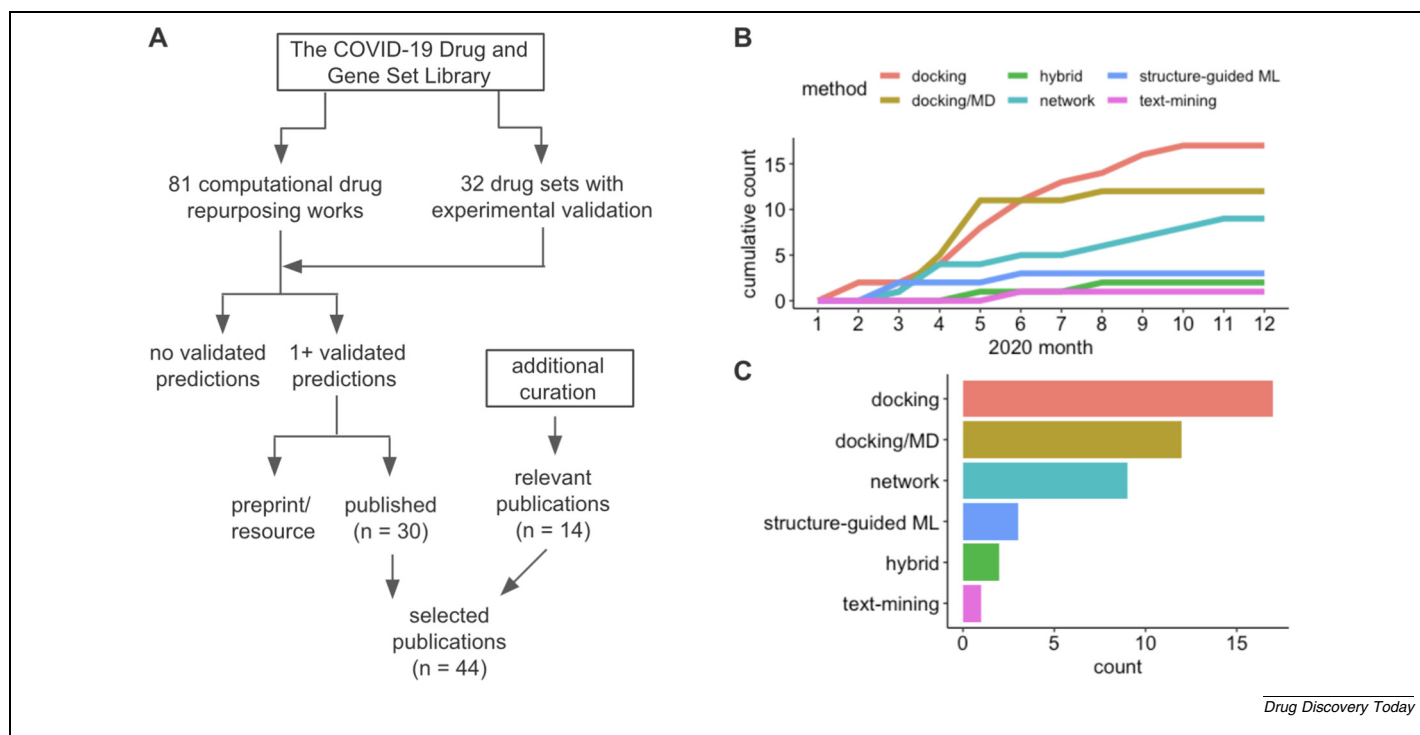 A
The COVID-19 Drug and
Gene Set Library
81 computational drug
repurposing works
32 drug sets with
experimental validation
no validated
predictions
1+ validated
predictions
additional
curation
preprint/
resource
published
(n = 30)
relevant
publications
(n = 14)
selected
publications
(n = 44)
B
method
docking
hybrid
structure-guided ML
docking/MD
network
text-mining
cumulative count
15
10
5
0
1 2 3 4 5 6 7 8 9 10 11 12
2020 month
C
docking
docking/MD
network
structure-guided ML
hybrid
text-mining
0 5 10 15
count
Drug Discovery Today